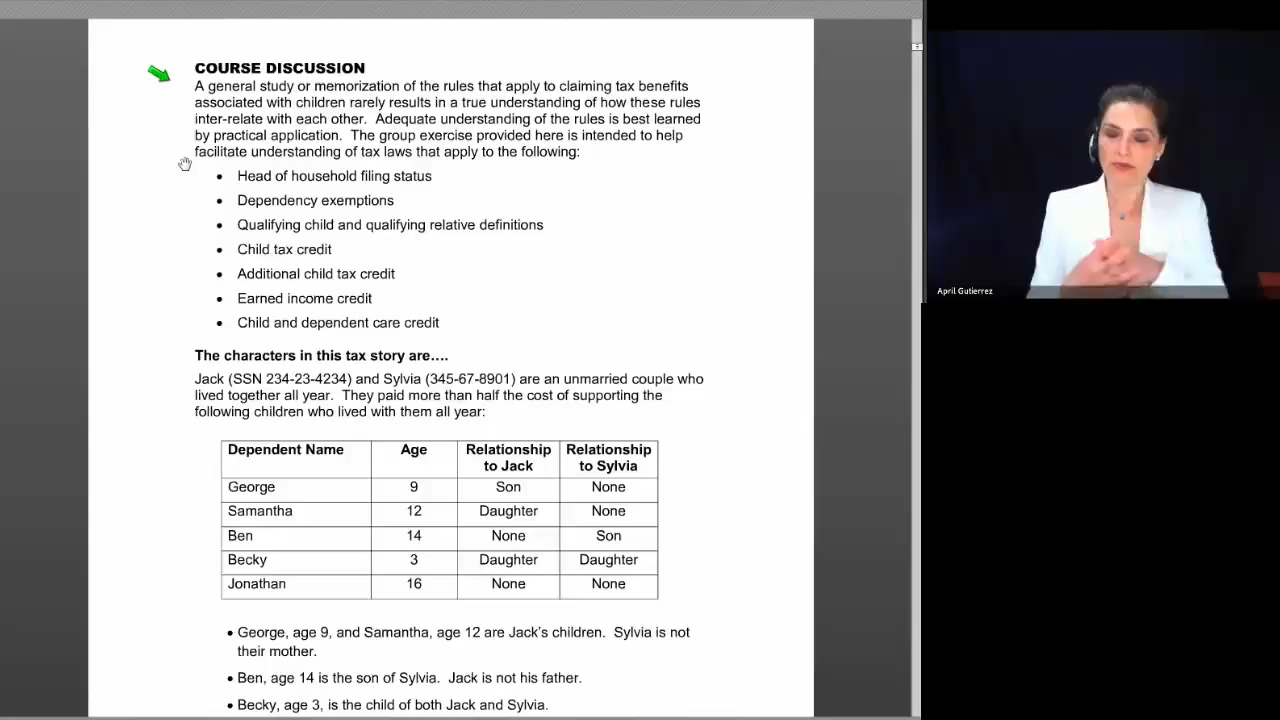 COURSE DISCUSSION
A general study or memorization of the rules that apply to claiming tax benefits
associated with children rarely results in a true understanding of how these rules
inter-relate with each other.  Adequate understanding of the rules is best learned
by practical application.  The group exercise provided here is intended to help
facilitate understanding of tax laws that apply to the following:
• Head of household filing status
• Dependency exemptions
• Qualifying child and qualifying relative definitions
• Child tax credit
• Additional child tax credit
• Earned income credit
• Child and dependent care credit
The characters in this tax story are….
Jack (SSN 234-23-4234) and Sylvia (345-67-8901) are an unmarried couple who
lived together all year.  They paid more than half the cost of supporting the
following children who lived with them all year:
Dependent Name Age Relationship to Jack Relationship to Sylvia
George 9 Son None
Samantha 12 Daughter None
Ben 14 None Son
Becky 3 Daughter Daughter
Jonathan 16 None None
• George, age 9, and Samantha, age 12 are Jack's children.  Sylvia is not
their mother.
• Ben, age 14 is the son of Sylvia.  Jack is not his father.
• Becky, age 3, is the child of both Jack and Sylvia.
April Gutierrez